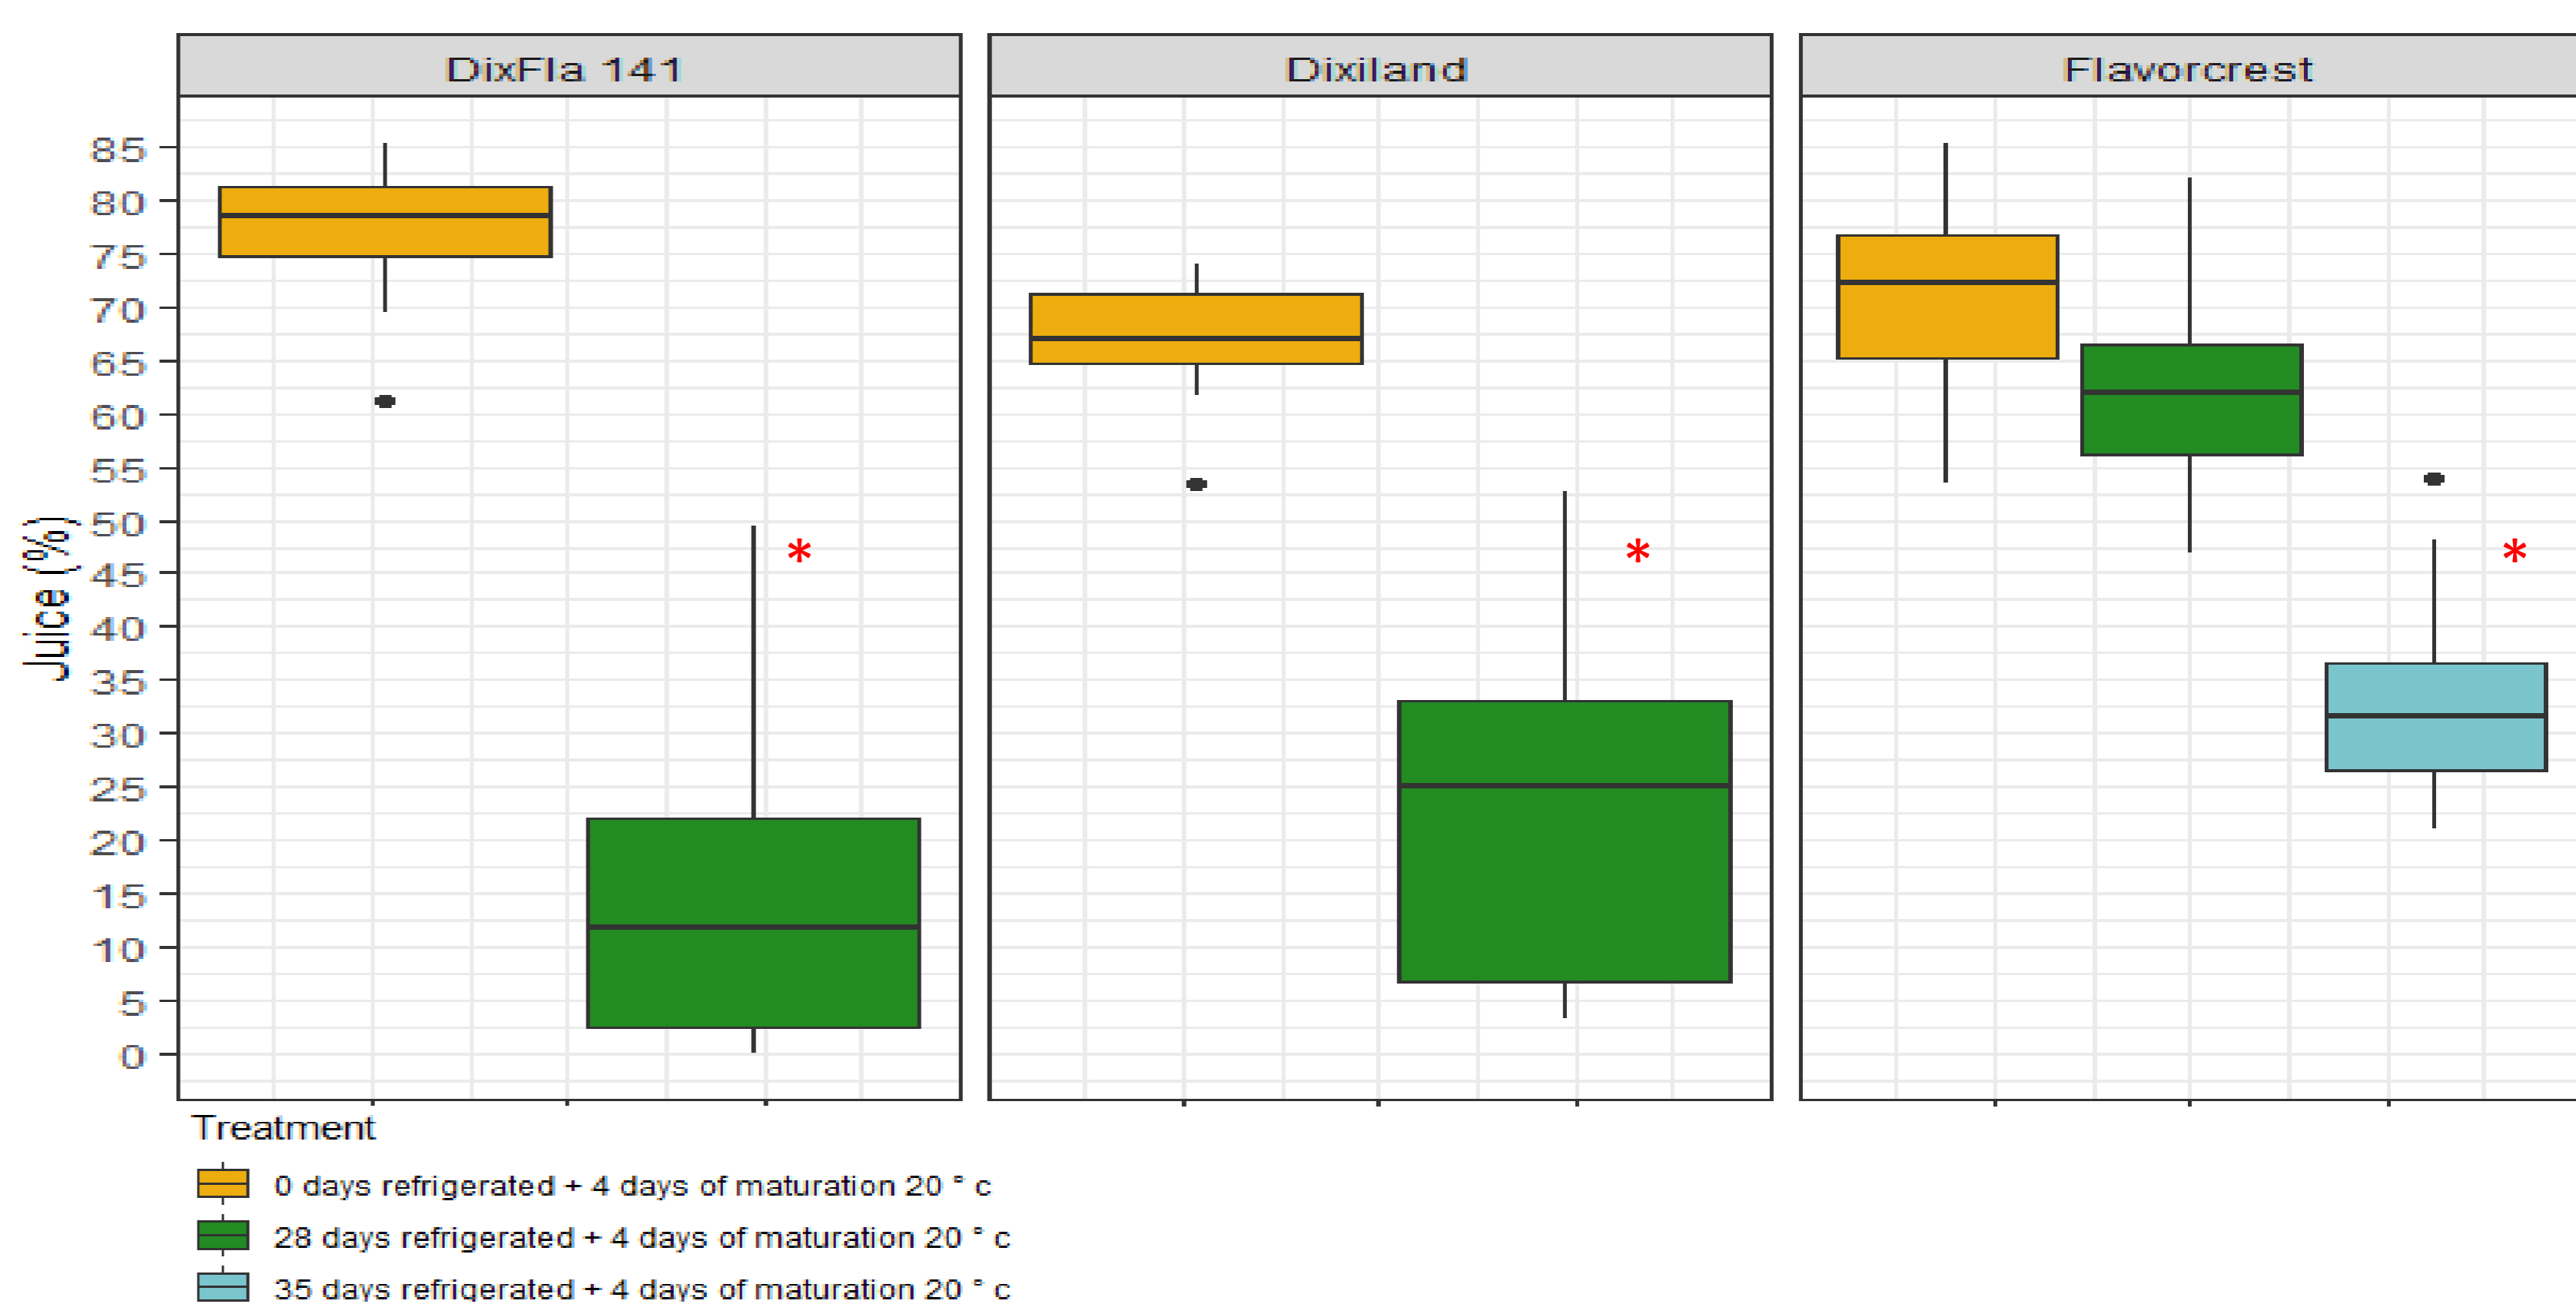 DixFla 141
Dixiland
Flavorcrest
Juice (%)
85
80
75
70
65
60
55
50
45
40
35
30
25
20
15
10
5
0
*
*
*
Treatment
0 days refrigerated + 4 days of maturation 20 ° c
28 days refrigerated + 4 days of maturation 20 ° c
35 days refrigerated + 4 days of maturation 20 ° c